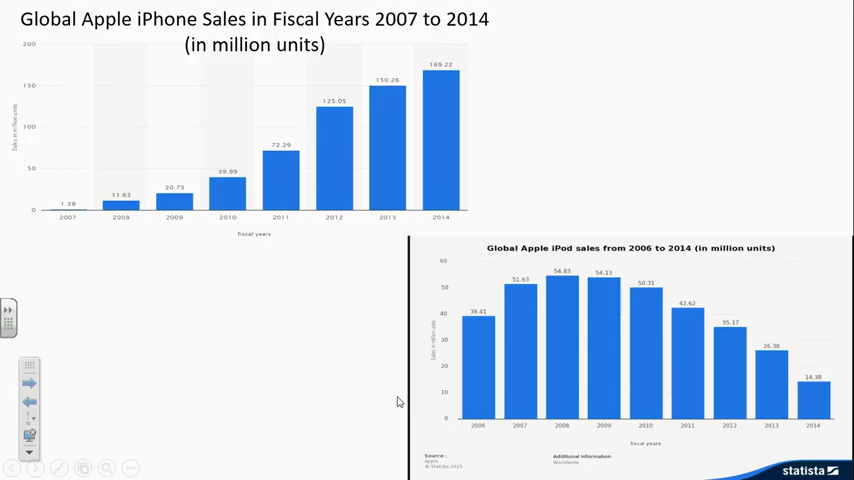 Global Apple iPhone Sales in Fiscal Years 2007 to 2014
(in million units)
200
150
100
50
0
Sales in million units
1.39
11.63
20.73
39.99
72.29
125.05
150.26
169.22
2007 2008 2009 2010 2011 2012 2013 2014
Fiscal years
Global Apple iPod sales from 2006 to 2014 (in million units)
60
50
40
30
20
10
0
Sales in million units
39.41
51.63
54.83
54.13
50.31
42.62
35.17
26.38
14.38
2006 2007 2008 2009 2010 2011 2012 2013 2014
Fiscal years
Source:
Apple
© Statista 2015
Additional Information:
Worldwide
statista